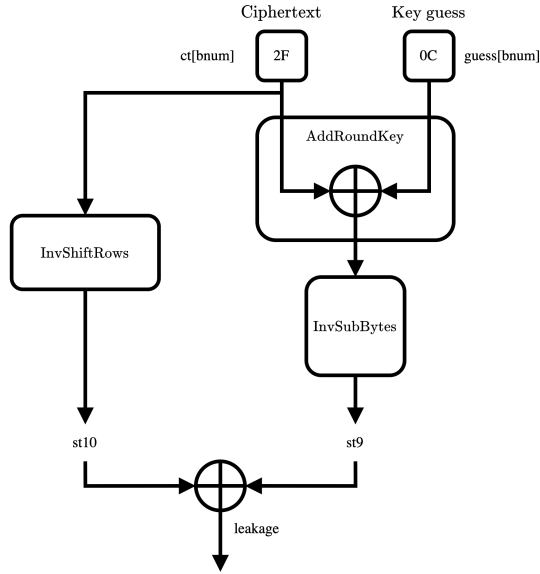 Ciphertext
Key guess
ct[bnum]
2F
0C
guess[bnum]
AddRoundKey
InvShiftRows
InvSubBytes
st10
st9
leakage